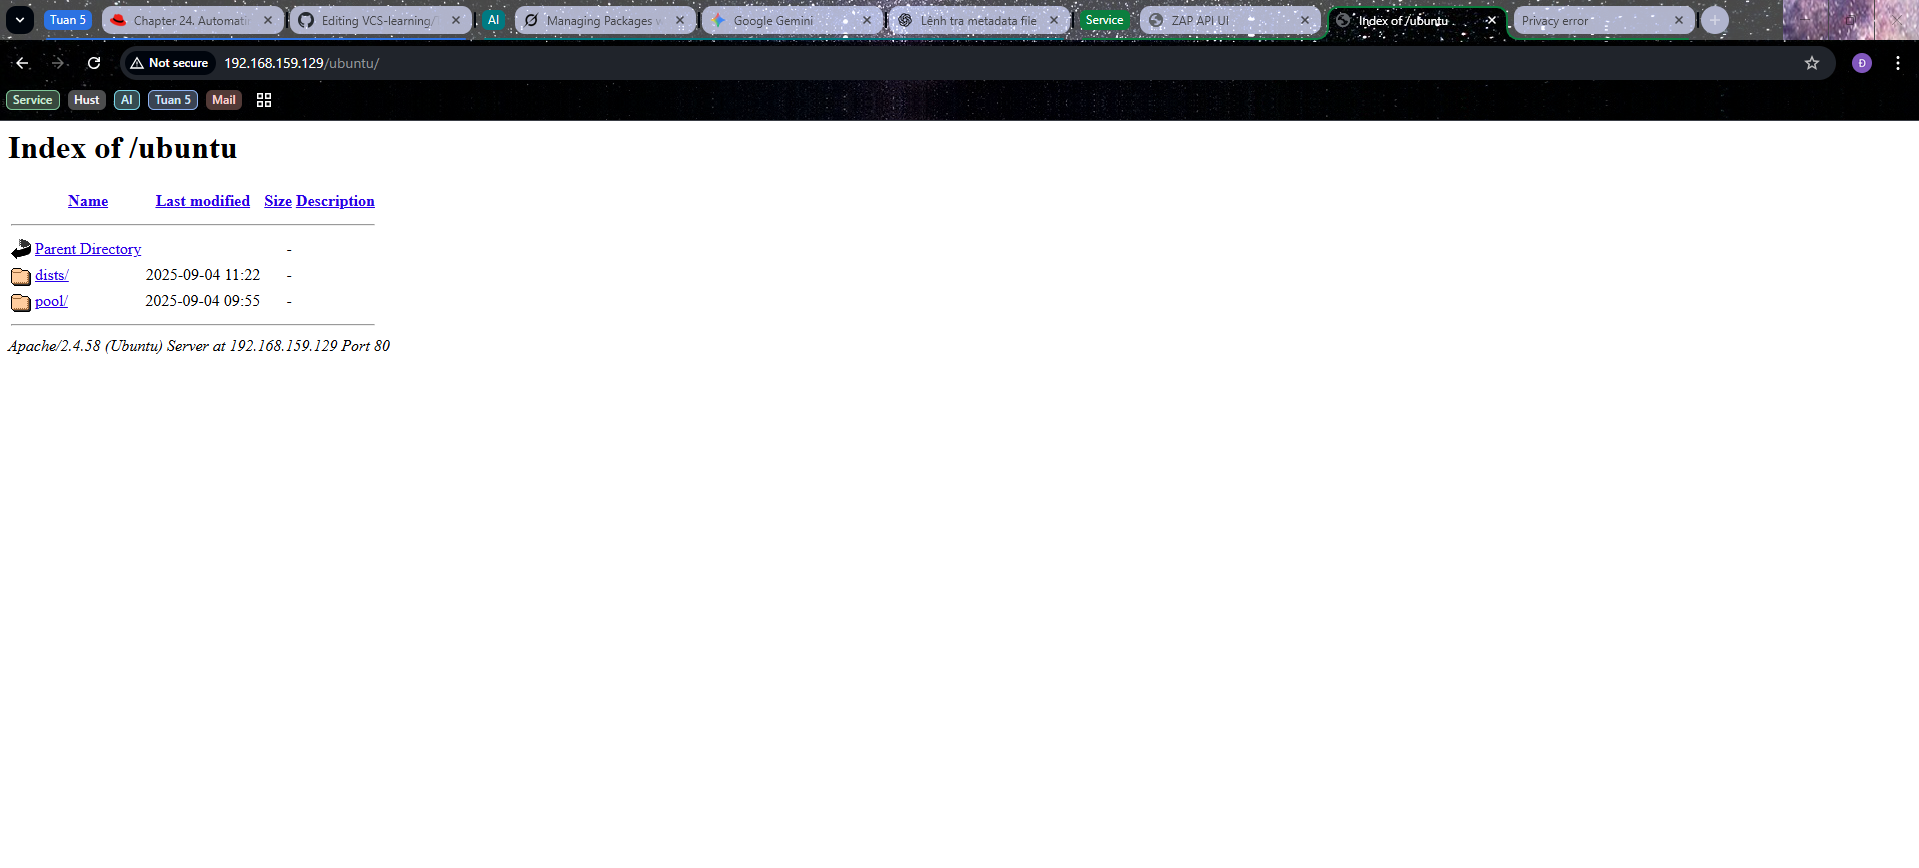 Tuan 5
Chapter 24. Automatin
Editing VCS-learning/
AI
Managing Packages w
Google Gemini
Lệnh tra metadata file
Service
ZAP API UI
Index of /ubuntu
Privacy error
Not secure
192.168.159.129/ubuntu/
Đ
Service
Hust
AI
Tuan 5
Mail
Index of /ubuntu
Name Last modified Size Description
Parent Directory -
dists/ 2025-09-04 11:22 -
pool/ 2025-09-04 09:55 -
Apache/2.4.58 (Ubuntu) Server at 192.168.159.129 Port 80